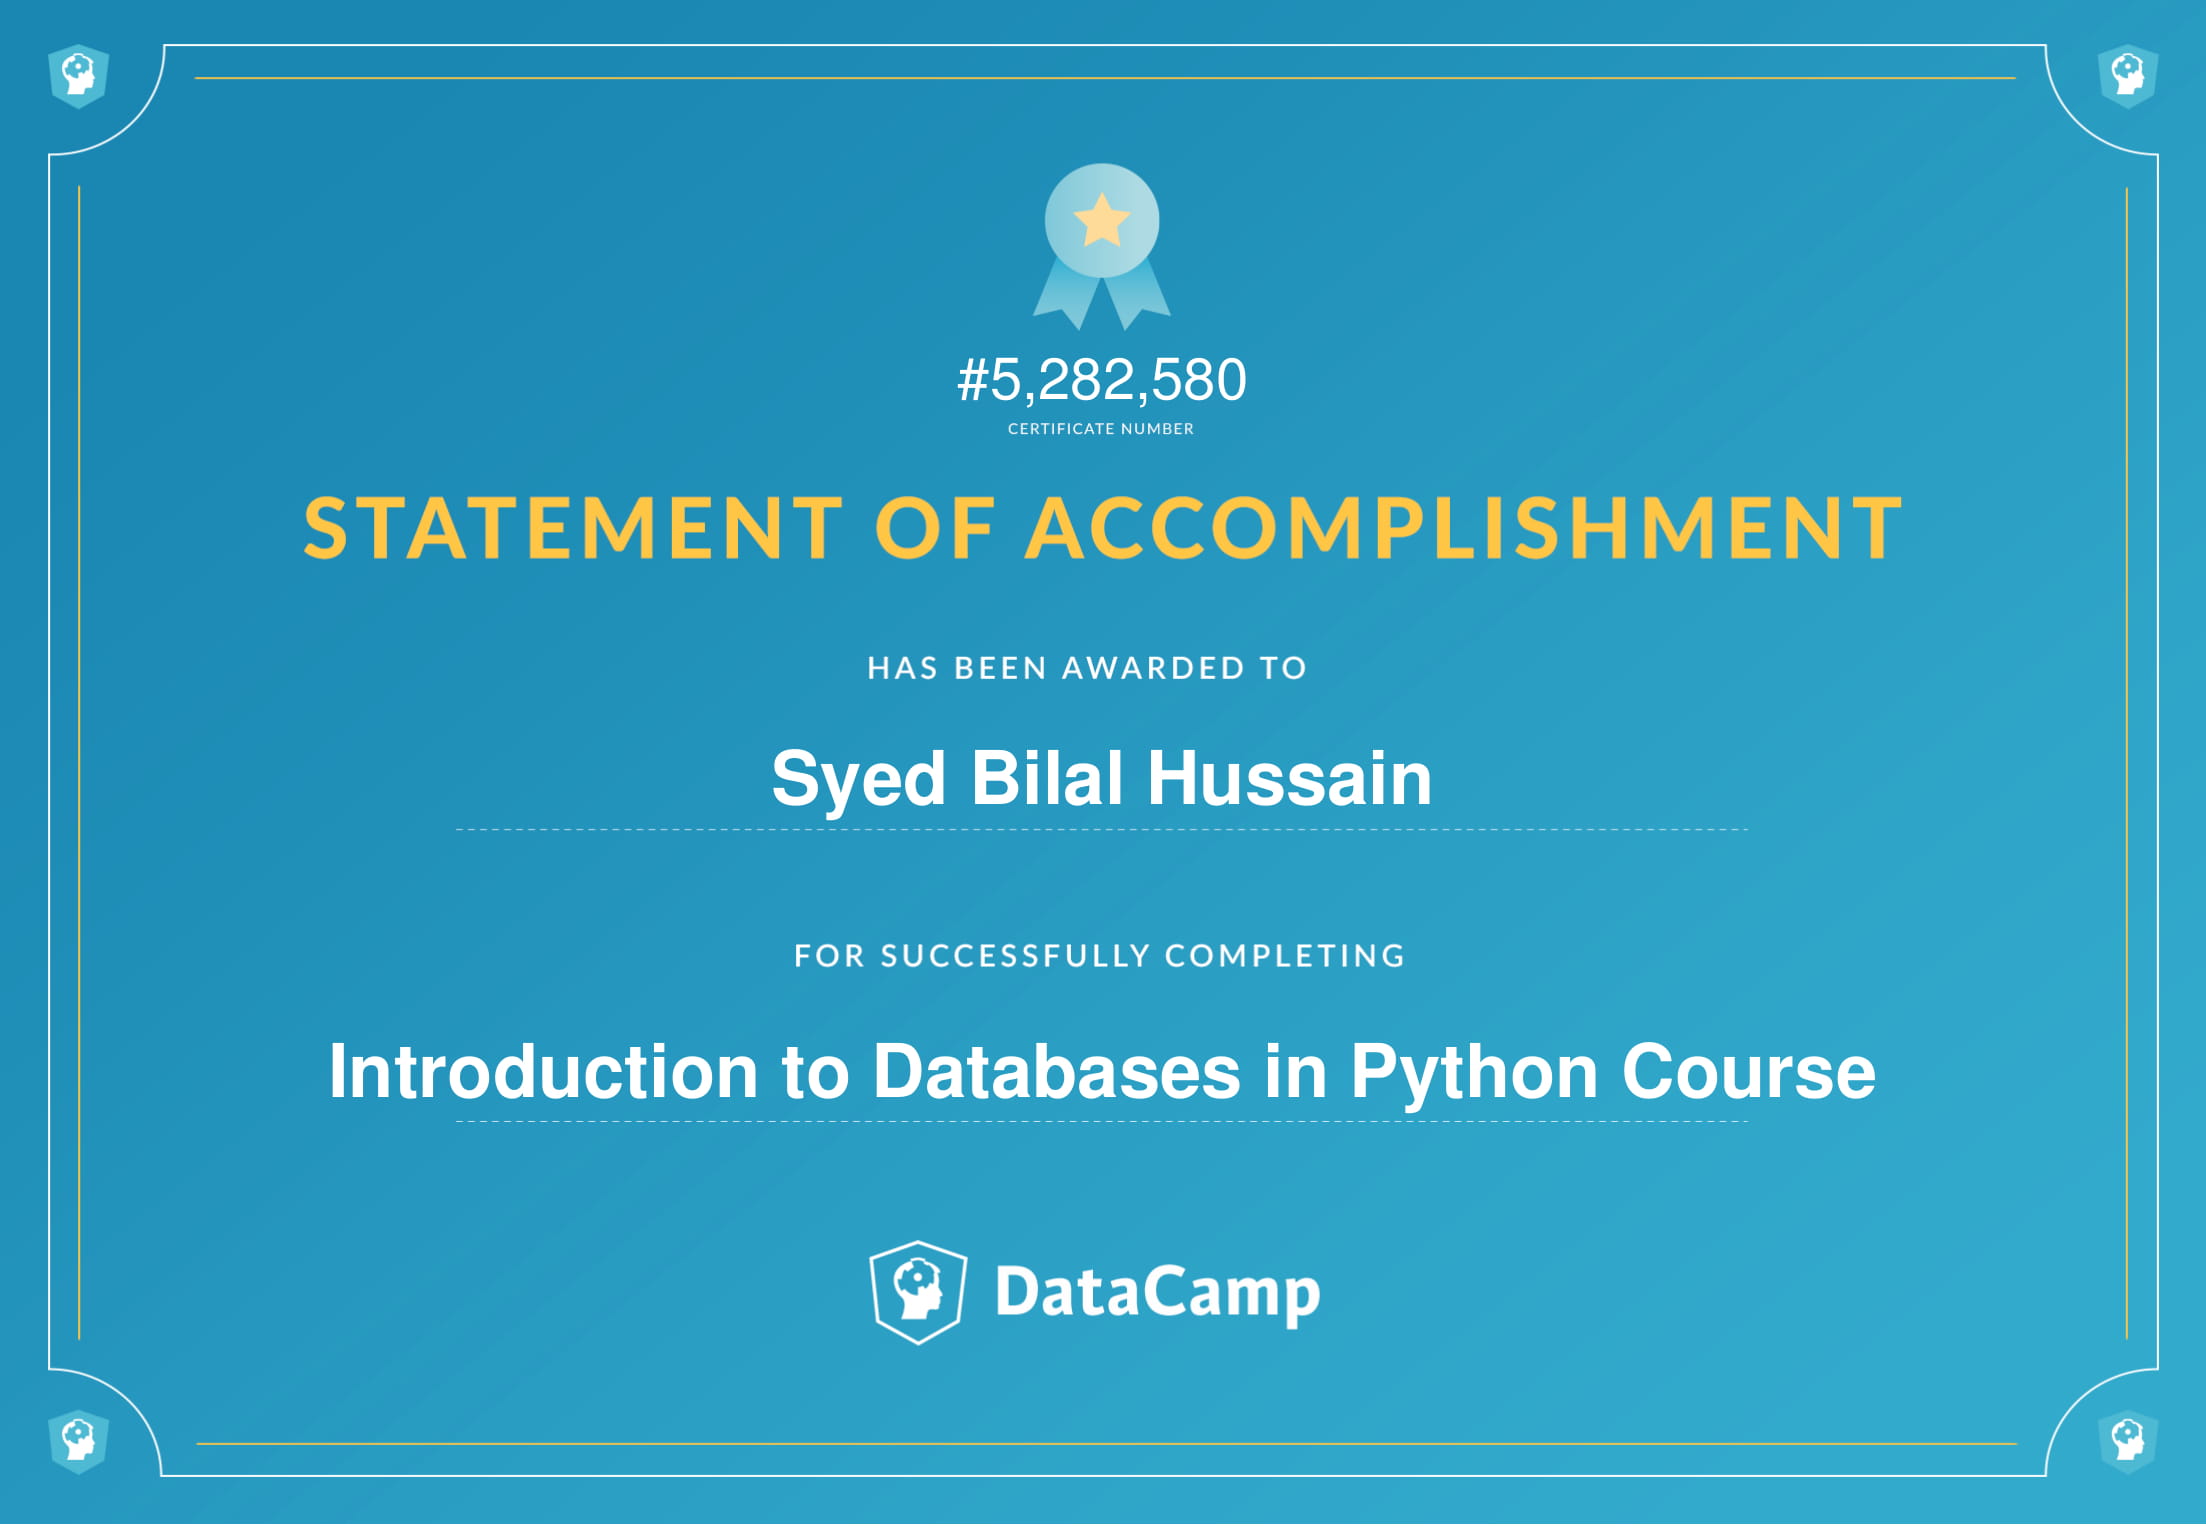 #5,282,580
CERTIFICATE NUMBER
STATEMENT OF ACCOMPLISHMENT
HAS BEEN AWARDED TO
Syed Bilal Hussain
FOR SUCCESSFULLY COMPLETING
Introduction to Databases in Python Course
DataCamp